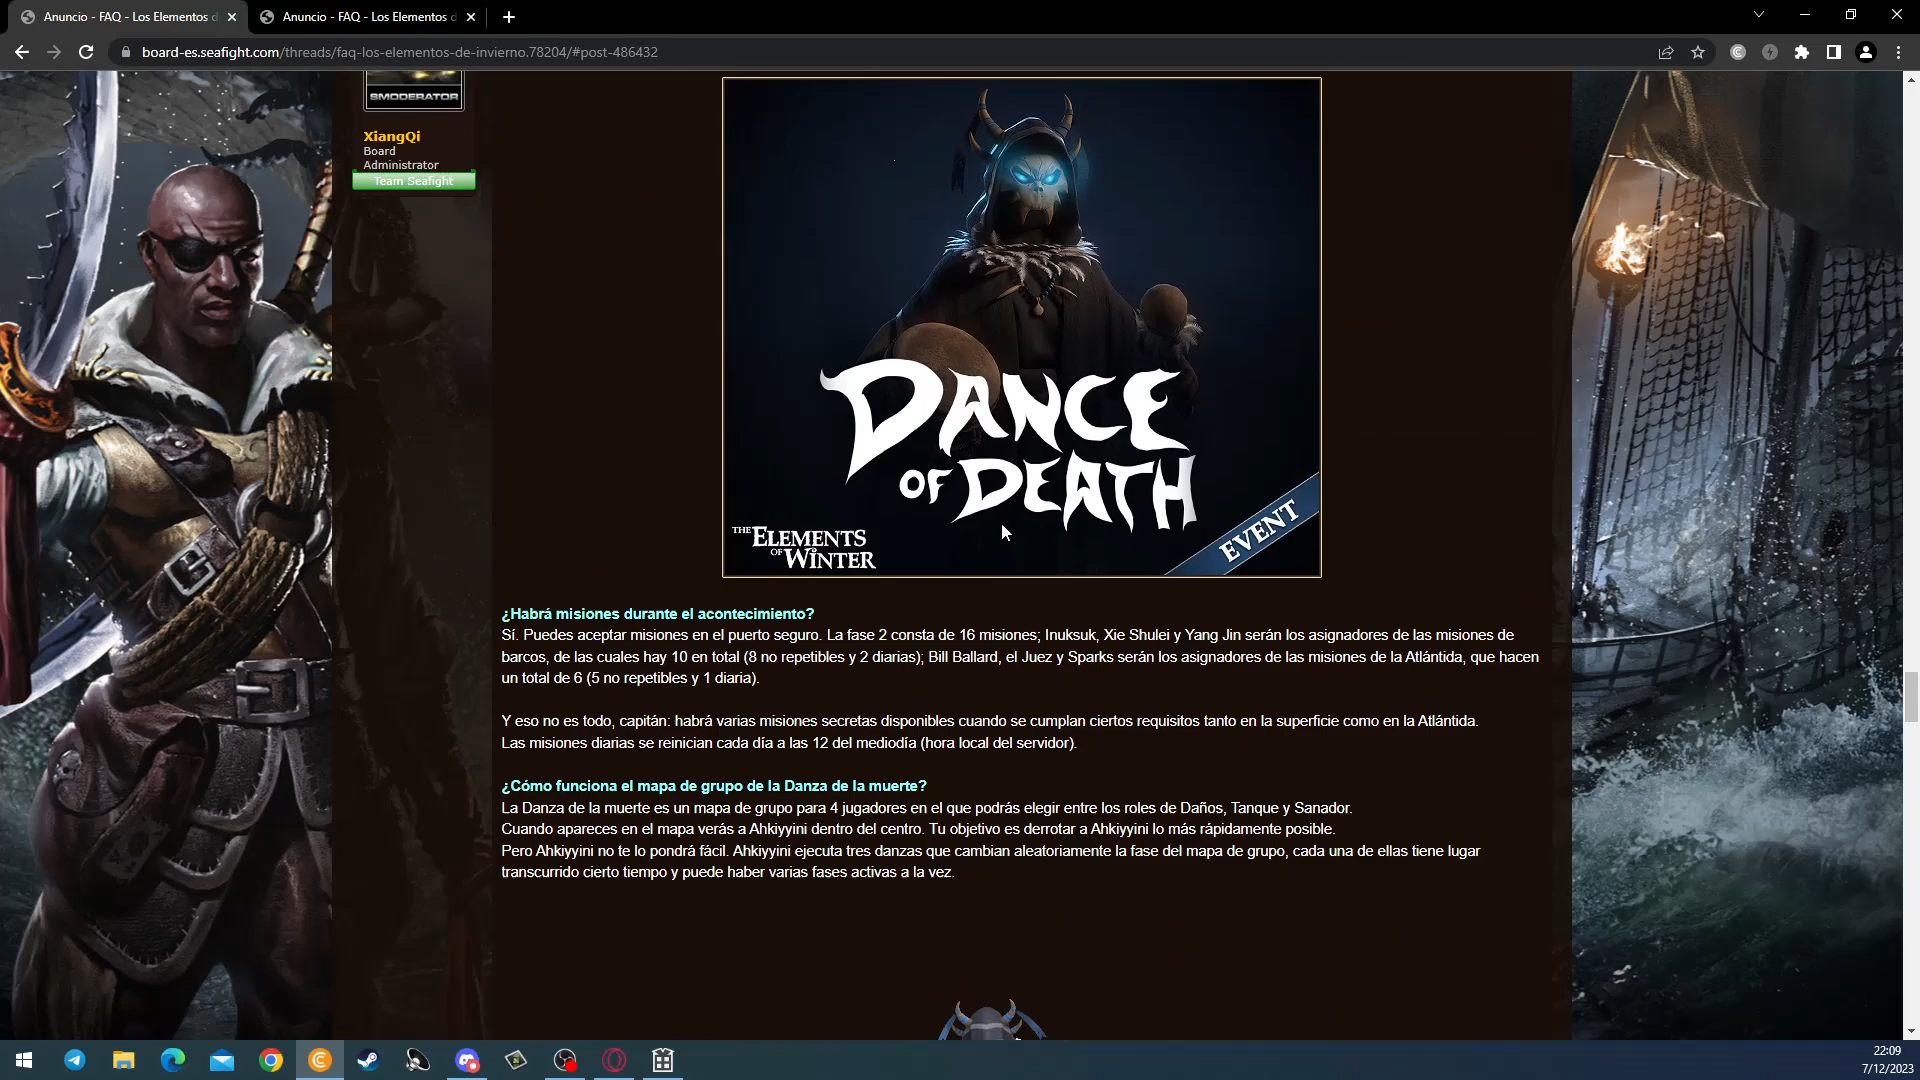 Anuncio - FAQ - Los Elementos d
Anuncio - FAQ - Los Elementos d
board-es.seafight.com/threads/faq-los-elementos-de-invierno.78204/#post-486432
SMODERATOR
XiangQi
Board
Administrator
Team Seafight
DANCE
OF DEATH
THE ELEMENTS
OF WINTER
EVENT
¿Habrá misiones durante el acontecimiento?
Sí. Puedes aceptar misiones en el puerto seguro. La fase 2 consta de 16 misiones; Inuksuk, Xie Shulei y Yang Jin serán los asignadores de las misiones de
barcos, de las cuales hay 10 en total (8 no repetibles y 2 diarias); Bill Ballard, el Juez y Sparks serán los asignadores de las misiones de la Atlántida, que hacen
un total de 6 (5 no repetibles y 1 diaria).
Y eso no es todo, capitán: habrá varias misiones secretas disponibles cuando se cumplan ciertos requisitos tanto en la superficie como en la Atlántida.
Las misiones diarias se reinician cada día a las 12 del mediodía (hora local del servidor).
¿Cómo funciona el mapa de grupo de la Danza de la muerte?
La Danza de la muerte es un mapa de grupo para 4 jugadores en el que podrás elegir entre los roles de Daños, Tanque y Sanador.
Cuando apareces en el mapa verás a Ahkiyyini dentro del centro. Tu objetivo es derrotar a Ahkiyyini lo más rápidamente posible.
Pero Ahkiyyini no te lo pondrá fácil. Ahkiyyini ejecuta tres danzas que cambian aleatoriamente la fase del mapa de grupo, cada una de ellas tiene lugar
transcurrido cierto tiempo y puede haber varias fases activas a la vez.
22:09
7/12/2023